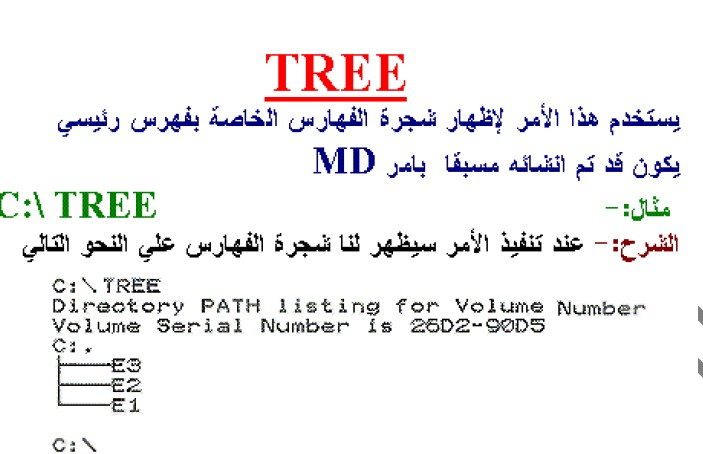 TREE
يستخدم هذا الأمر لإظهار شجرة الفهارس الخاصة بفهرس رئيسي
يكون قد تم انشائه مسبقا بامر MD
مثال:- C:\ TREE
الشرح:- عند تنفيذ الأمر سيظهر لنا شجرة الفهارس علي النحو التالي
C:\TREE
Directory PATH listing for Volume Number
Volume Serial Number is 26D2-90D5
C:.
E3
E2
E1
C:\